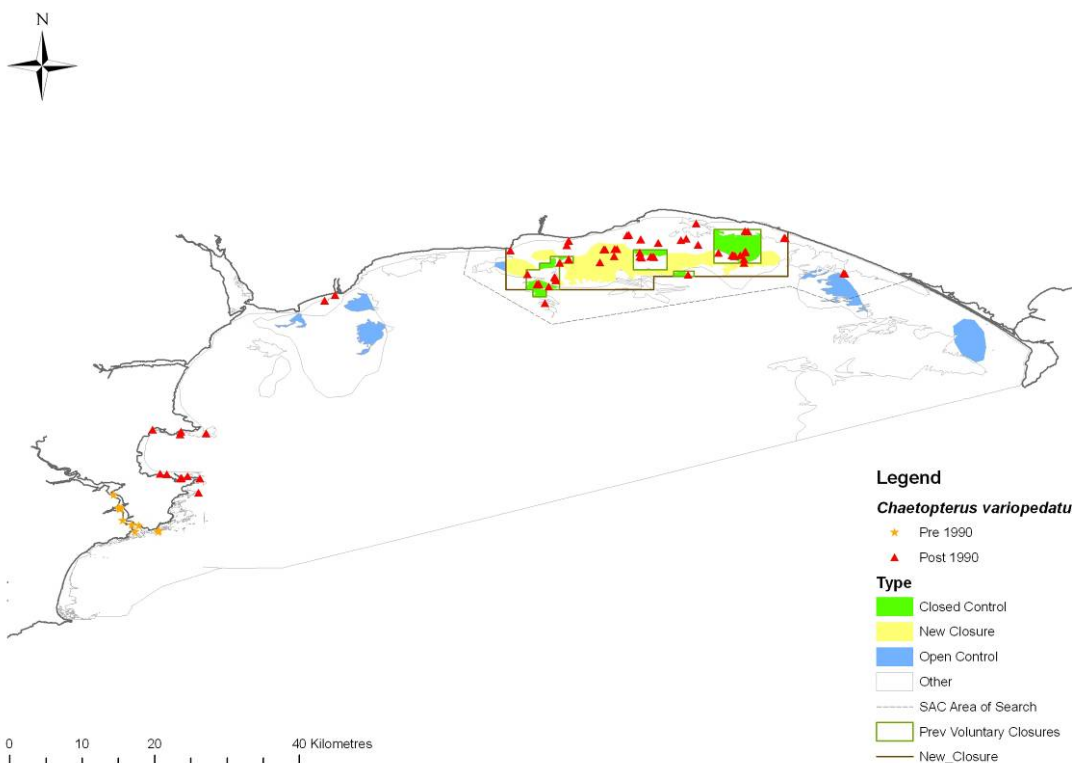 N
Legend
Chaetopterus variopedatu
Pre 1990
Post 1990
Type
Closed Control
New Closure
Open Control
Other
SAC Area of Search
Prev Voluntary Closures
New_Closure
0 10 20 40 Kilometres